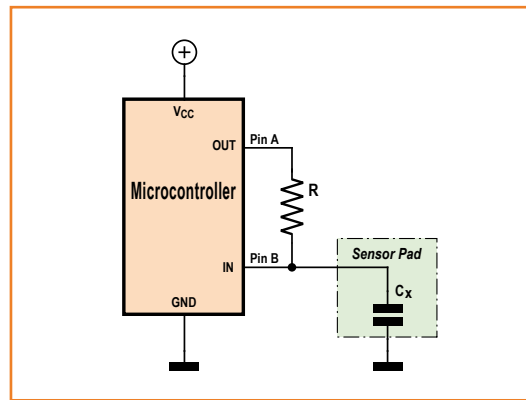 VCC
OUT
Pin A
Microcontroller
R
Pin B
IN
Sensor Pad
CX
GND